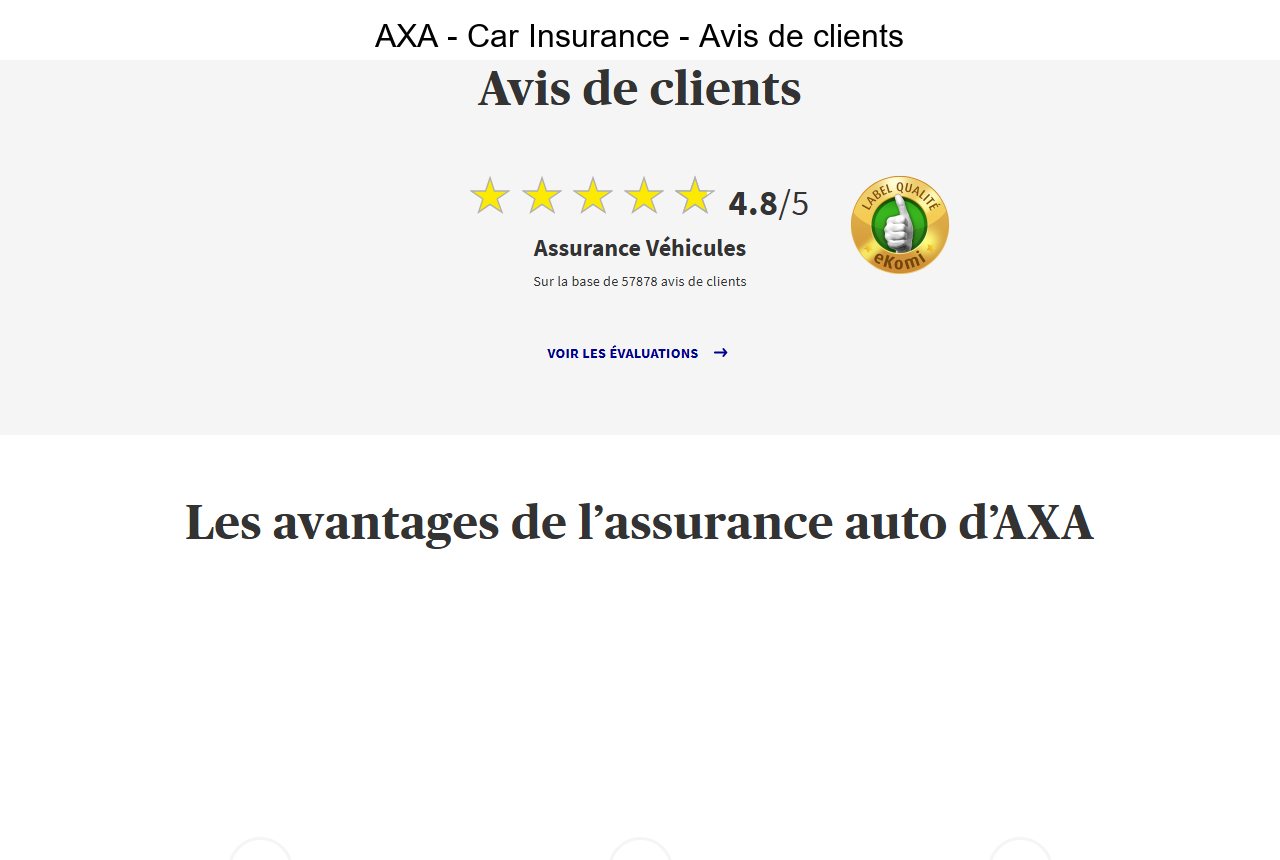 AXA - Car Insurance - Avis de clients
Avis de clients
4.8/5
LABEL QUALITÉ
eKomi
Assurance Véhicules
Sur la base de 57878 avis de clients
VOIR LES ÉVALUATIONS
Les avantages de l’assurance auto d’AXA